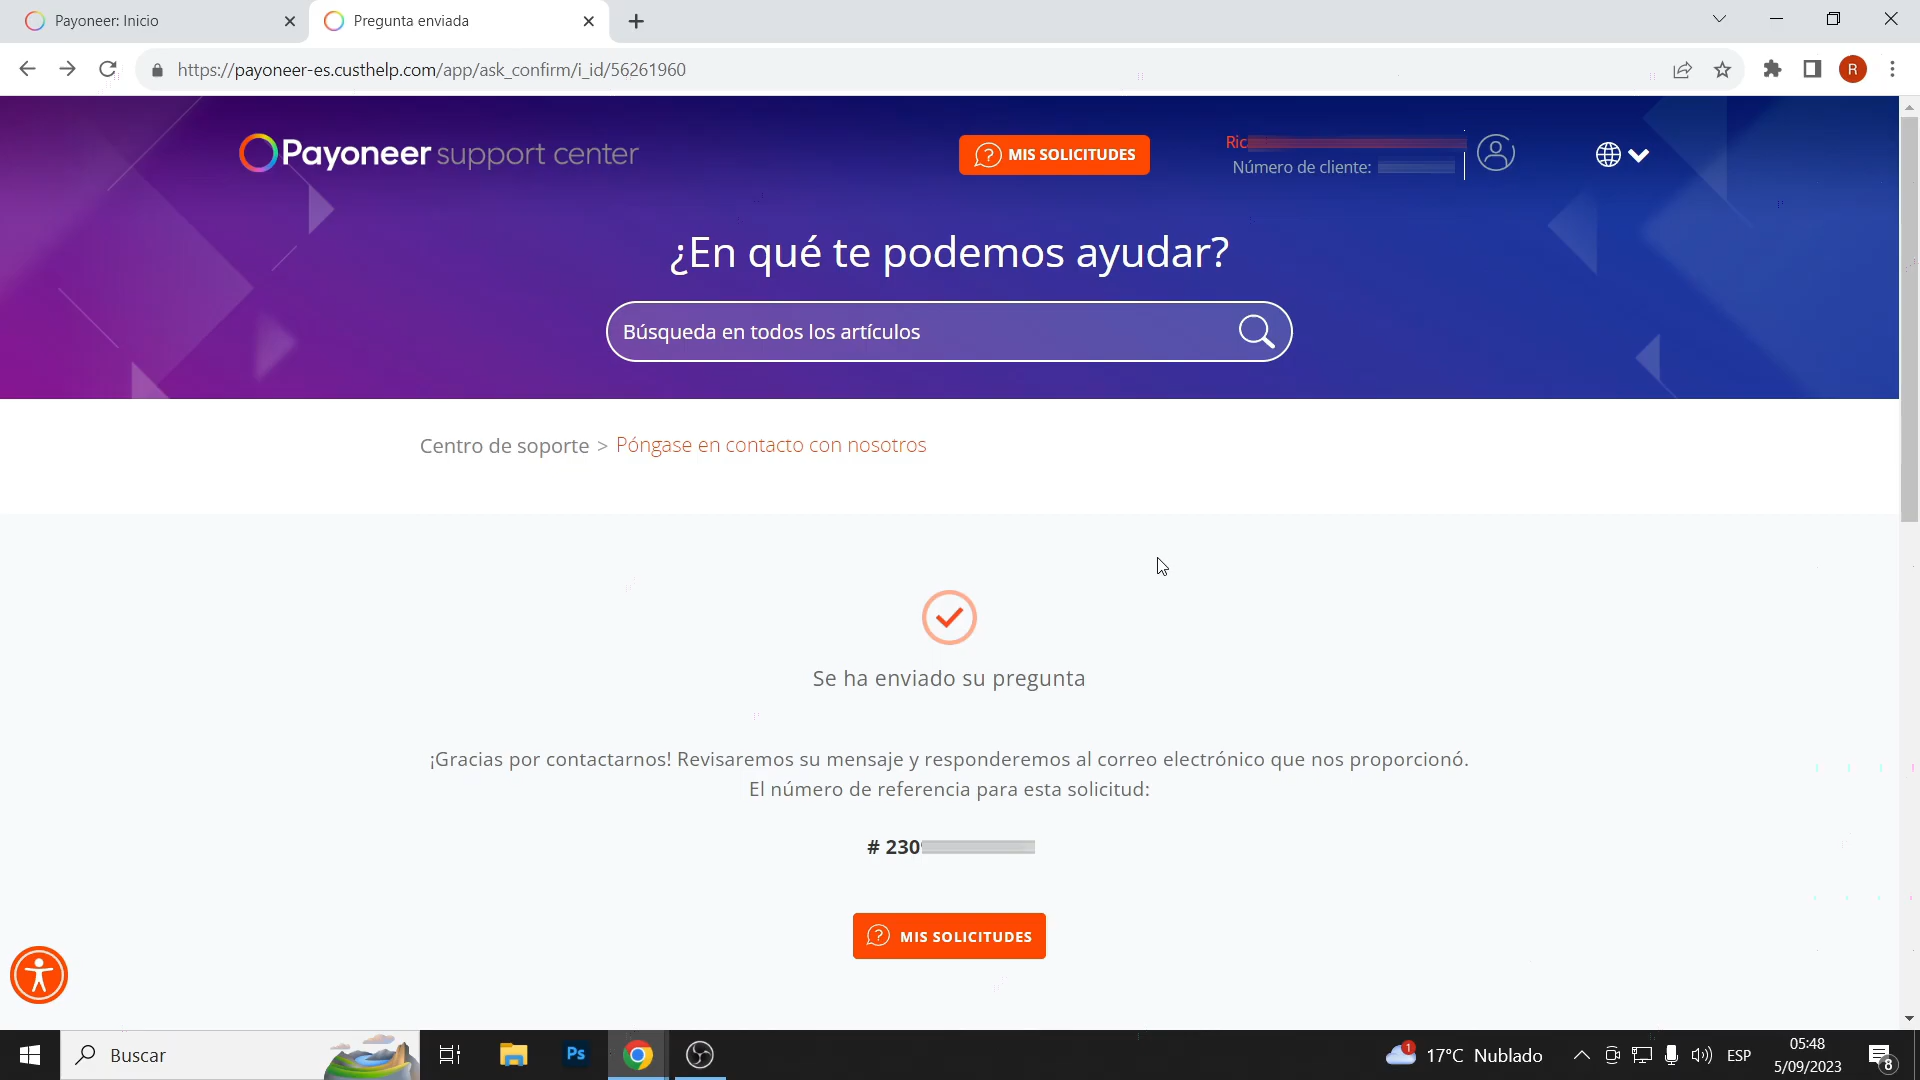 Payoneer: Inicio
Pregunta enviada
https://payoneer-es.custhelp.com/app/ask_confirm/i_id/56261960
R
Payoneer support center
MIS SOLICITUDES
Ric
Número de cliente:
¿En qué te podemos ayudar?
Búsqueda en todos los artículos
Centro de soporte > Póngase en contacto con nosotros
Se ha enviado su pregunta
¡Gracias por contactarnos! Revisaremos su mensaje y responderemos al correo electrónico que nos proporcionó.
El número de referencia para esta solicitud:
# 230
MIS SOLICITUDES
Buscar
Ps
1
17°C Nublado
ESP
05:48
5/09/2023
8